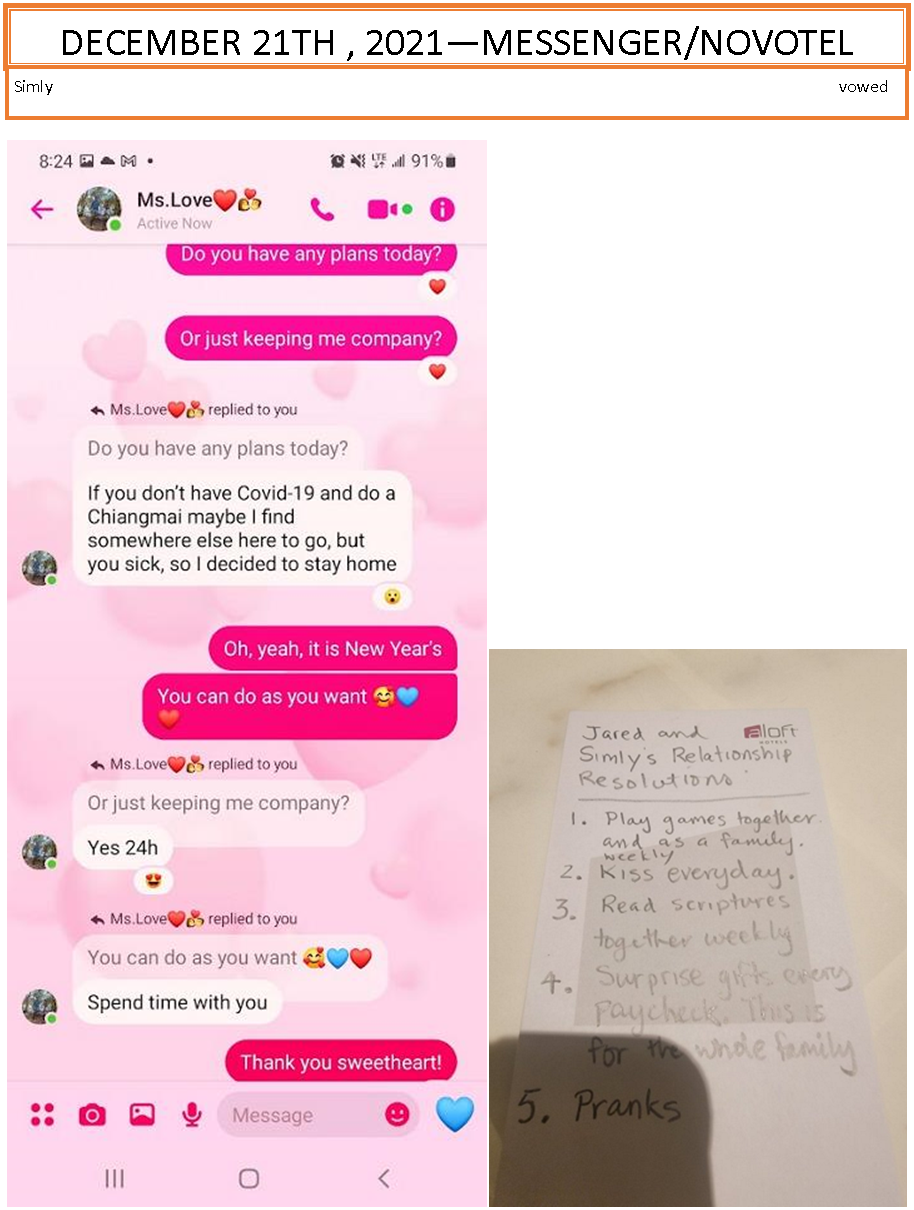 DECEMBER 21TH , 2021—MESSENGER/NOVOTEL
Simly vowed
8:24 LTE 91%
Ms.Love❤️💑
Active Now
Do you have any plans today?
Or just keeping me company?
Ms.Love❤️💑 replied to you
Do you have any plans today?
If you don't have Covid-19 and do a
Chiangmai maybe I find
somewhere else here to go, but
you sick, so I decided to stay home
Oh, yeah, it is New Year's
You can do as you want 🥰💙
❤️
Ms.Love❤️💑 replied to you
Or just keeping me company?
Yes 24h
Ms.Love❤️💑 replied to you
You can do as you want 🥰💙❤️
Spend time with you
Thank you sweetheart!
Message
Jared and
aloft
HOTELS
Simly's Relationship
Resolutions
1. Play games together
and as a family.
weekly
2. Kiss everyday.
3. Read scriptures
together weekly
4. Surprise gifts every
paycheck. This is
for the whole family
5. Pranks